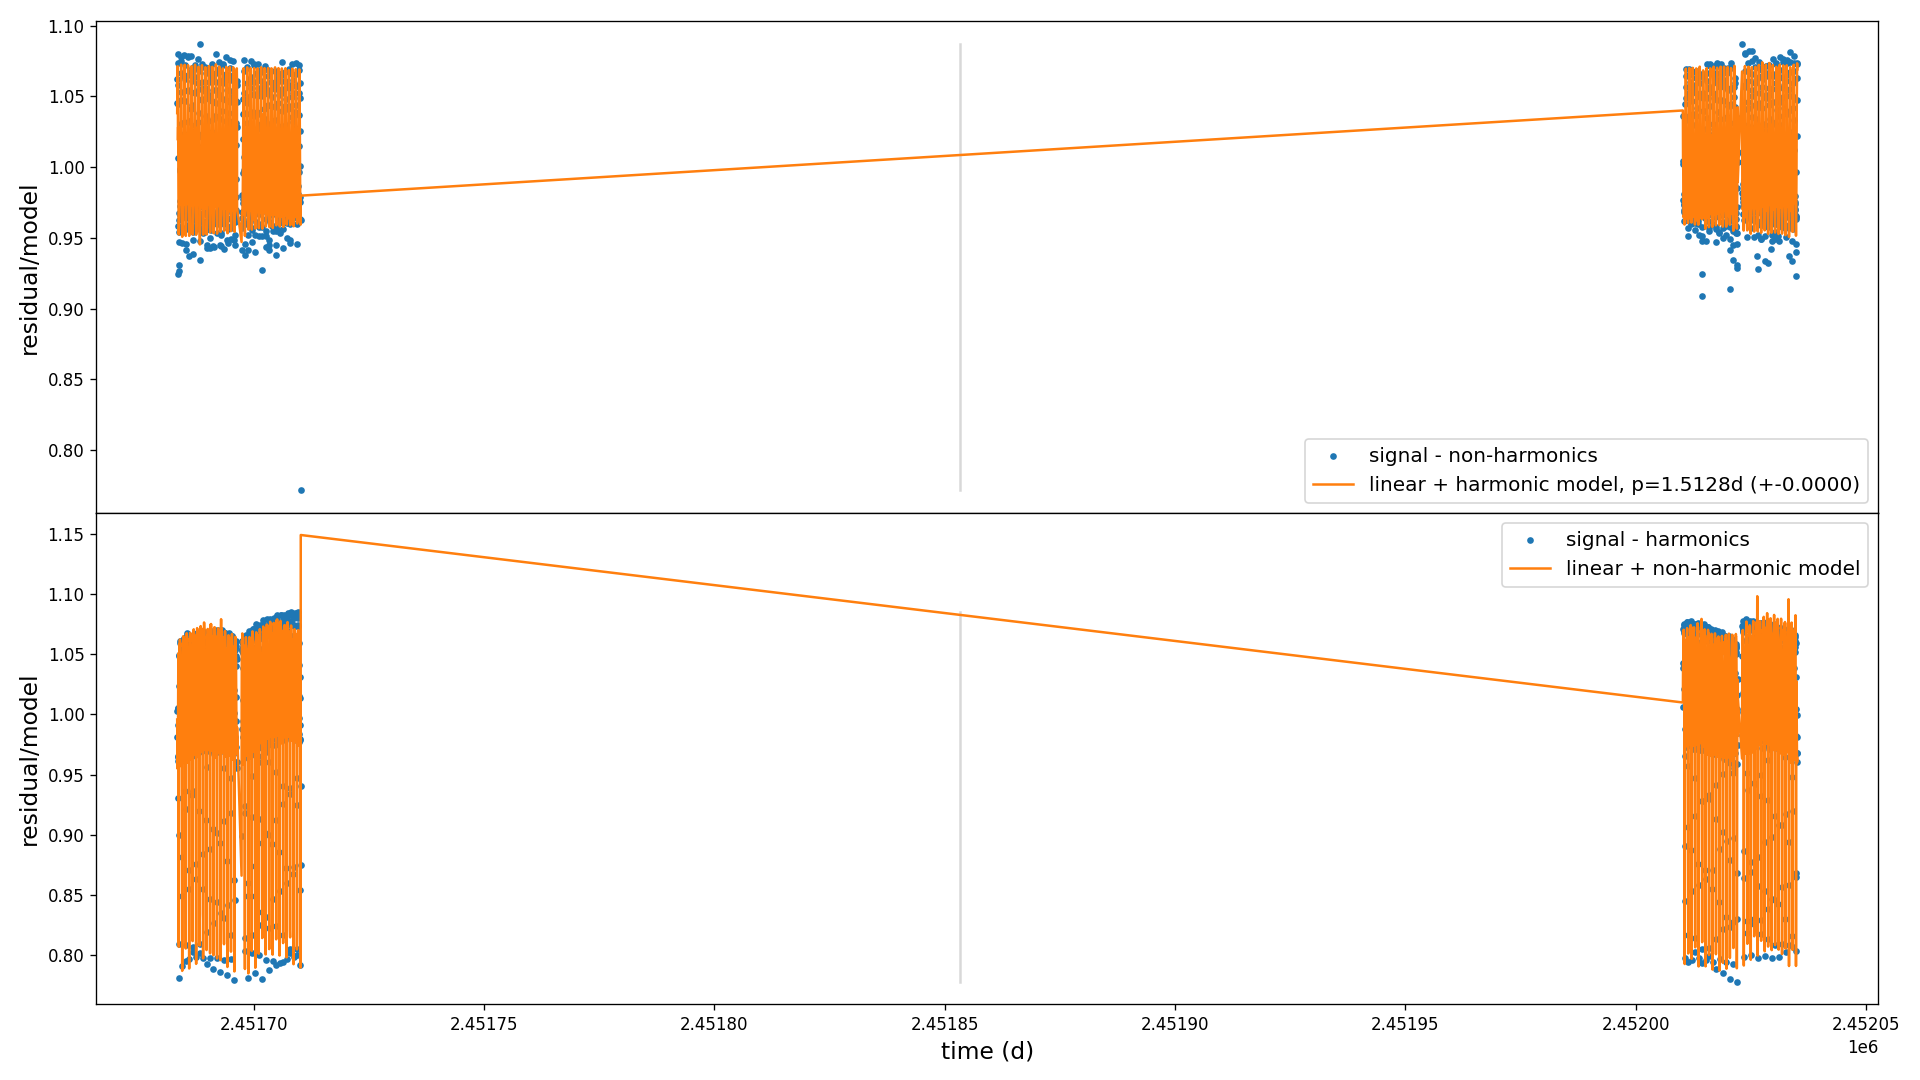 1.10
1.05
1.00
0.95
0.90
0.85
0.80
residual/model
signal - non-harmonics
linear + harmonic model, p=1.5128d (+-0.0000)
1.15
1.10
1.05
1.00
0.95
0.90
0.85
0.80
residual/model
signal - harmonics
linear + non-harmonic model
2.45170 2.45175 2.45180 2.45185 2.45190 2.45195 2.45200 2.45205
time (d)
1e6